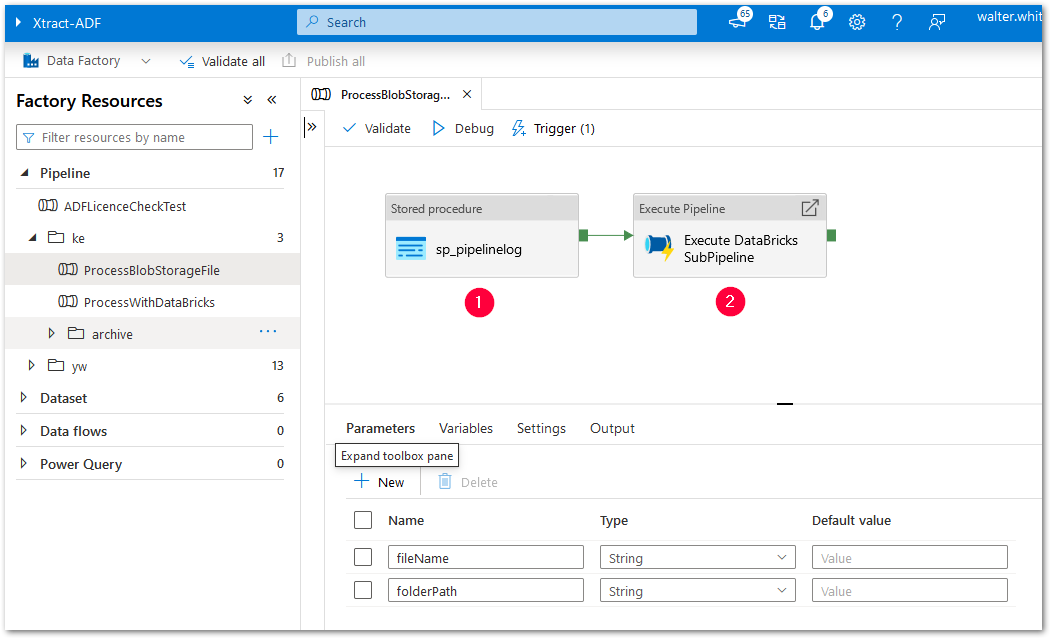 Xtract-ADF
Search
65
6
walter.whit
Data Factory
Validate all
Publish all
Factory Resources
Filter resources by name
Pipeline 17
ADFLicenceCheckTest
ke 3
ProcessBlobStorageFile
ProcessWithDataBricks
archive ...
yw 13
Dataset 6
Data flows 0
Power Query 0
ProcessBlobStorag...
Validate
Debug
Trigger (1)
Stored procedure
sp_pipelinelog
1
Execute Pipeline
Execute DataBricks
SubPipeline
2
Parameters Variables Settings Output
Expand toolbox pane
New
Delete
Name Type Default value
fileName String Value
folderPath String Value